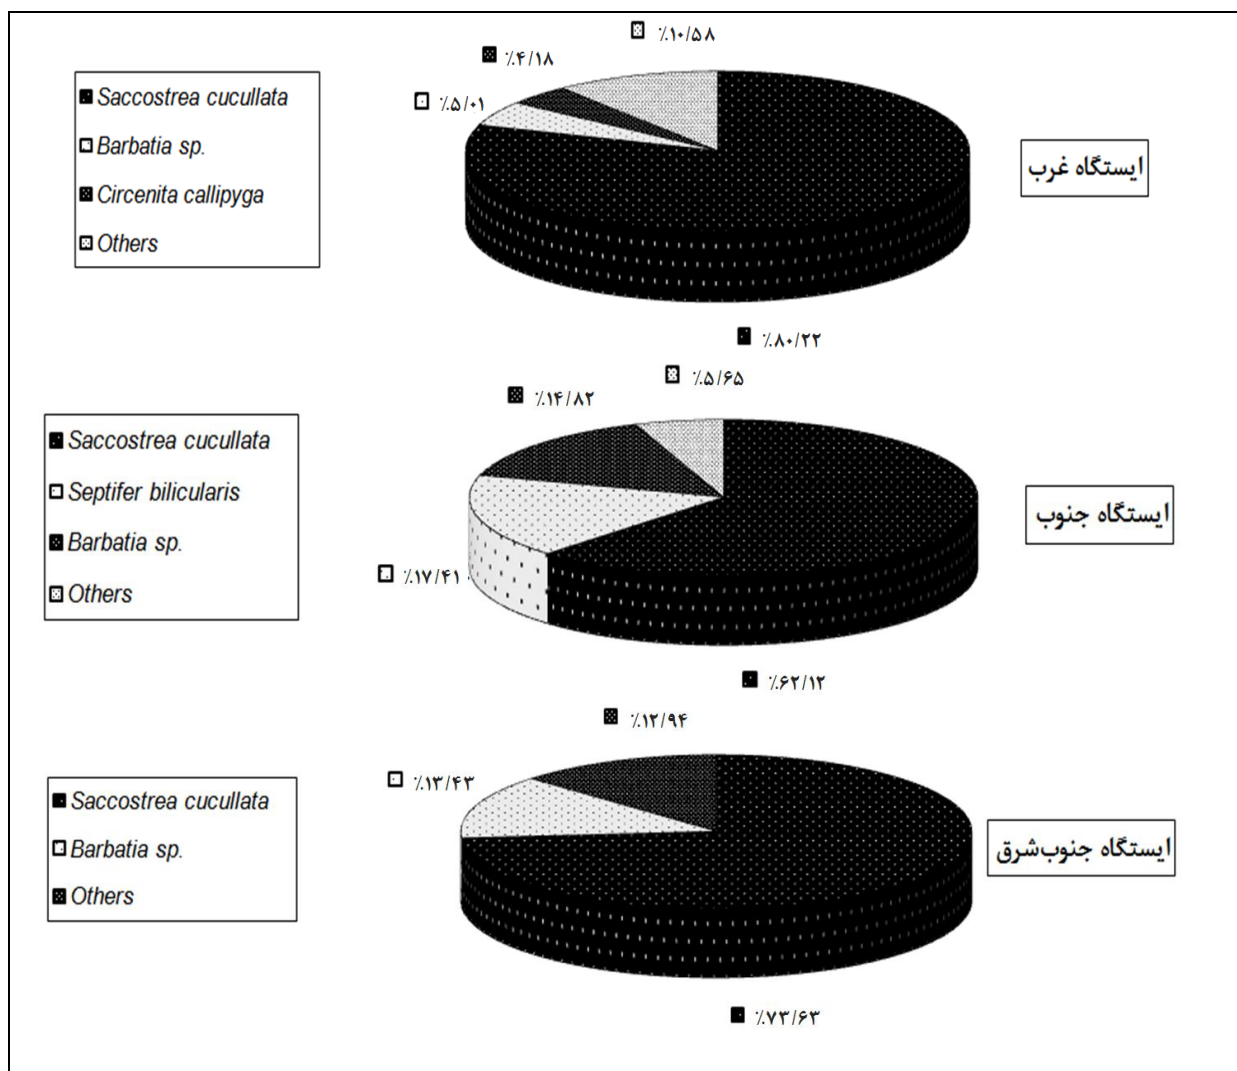 ٪۱۰/۵۸
٪۴/۱۸
٪۵/۰۱
Saccostrea cucullata
Barbatia sp.
Circenita callipyga
Others
ایستگاه غرب
٪۸۰/۲۲
٪۵/۶۵
٪۱۴/۸۲
Saccostrea cucullata
Septifer bilicularis
Barbatia sp.
Others
ایستگاه جنوب
٪۱۷/۴۱
٪۶۲/۱۲
٪۱۲/۹۴
٪۱۳/۴۳
Saccostrea cucullata
Barbatia sp.
Others
ایستگاه جنوب‌شرق
٪۷۳/۶۳